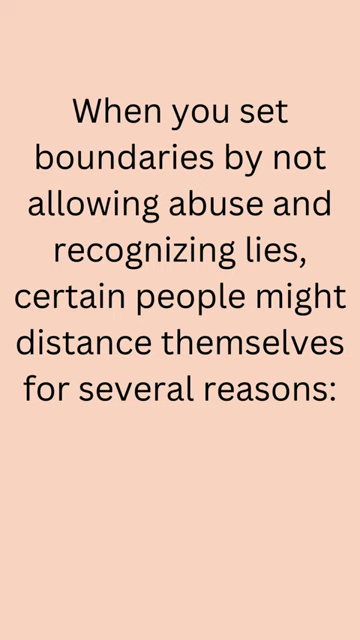 When you set
boundaries by not
allowing abuse and
recognizing lies,
certain people might
distance themselves
for several reasons: